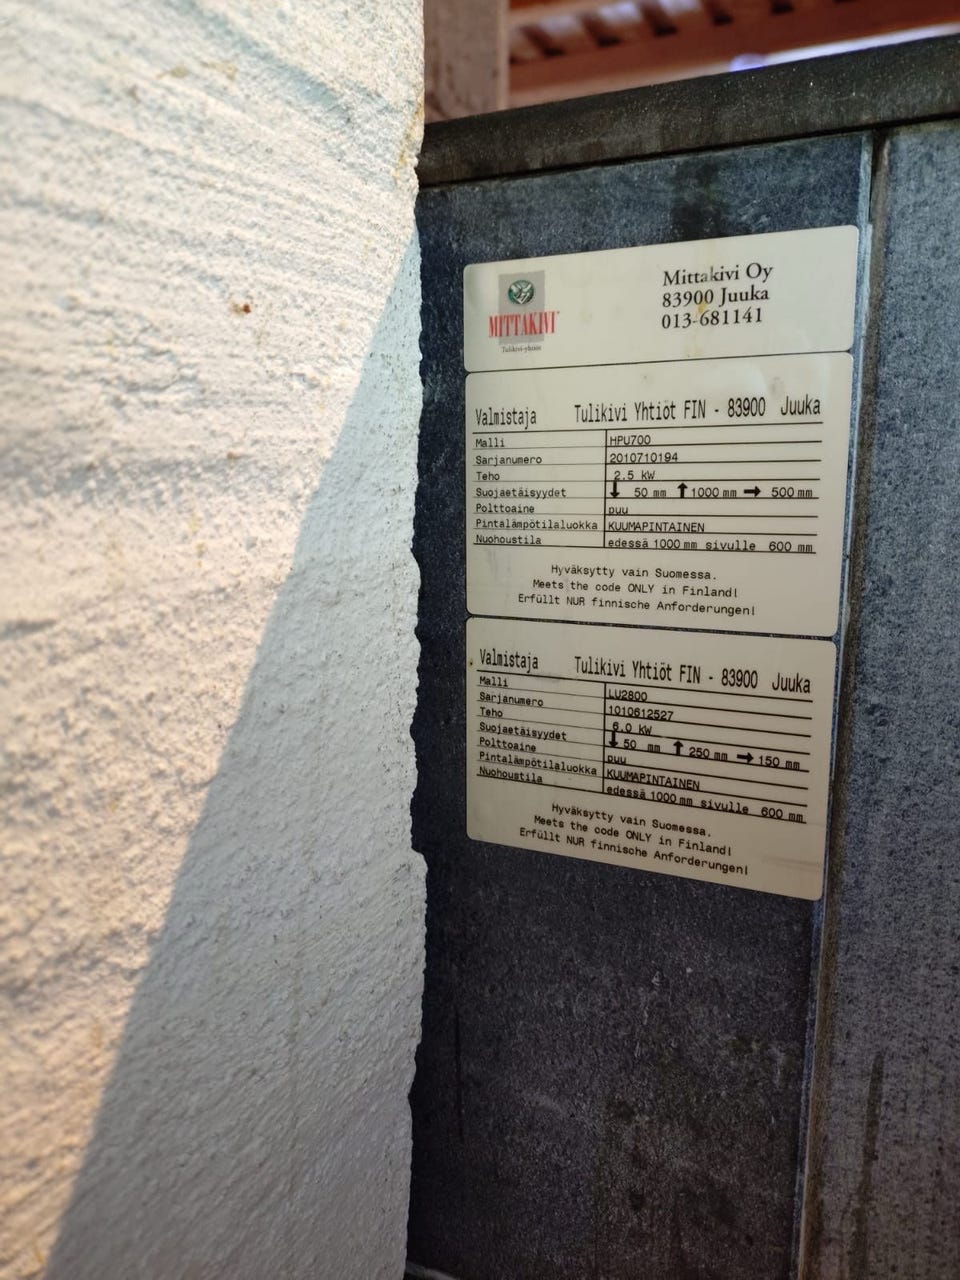 MITTAKIVI
Tulikivi-yhtiöt
Mittakivi Oy
83900 Juuka
013-681141
Valmistaja Tulikivi Yhtiöt FIN - 83900 Juuka
Malli HPU700
Sarjanumero 2010710194
Teho 2.5 kW
Suojaetäisyydet ↓ 50 mm ↑ 1000 mm → 500 mm
Polttoaine puu
Pintalämpötilaluokka KUUMAPINTAINEN
Nuohoustila edessä 1000 mm sivulle 600 mm
Hyväksytty vain Suomessa.
Meets the code ONLY in Finland!
Erfüllt NUR finnische Anforderungen!
Valmistaja Tulikivi Yhtiöt FIN - 83900 Juuka
Malli LU2800
Sarjanumero 1010612527
Teho 6.0 kW
Suojaetäisyydet ↓ 50 mm ↑ 250 mm → 150 mm
Polttoaine puu
Pintalämpötilaluokka KUUMAPINTAINEN
Nuohoustila edessä 1000 mm sivulle 600 mm
Hyväksytty vain Suomessa.
Meets the code ONLY in Finland!
Erfüllt NUR finnische Anforderungen!